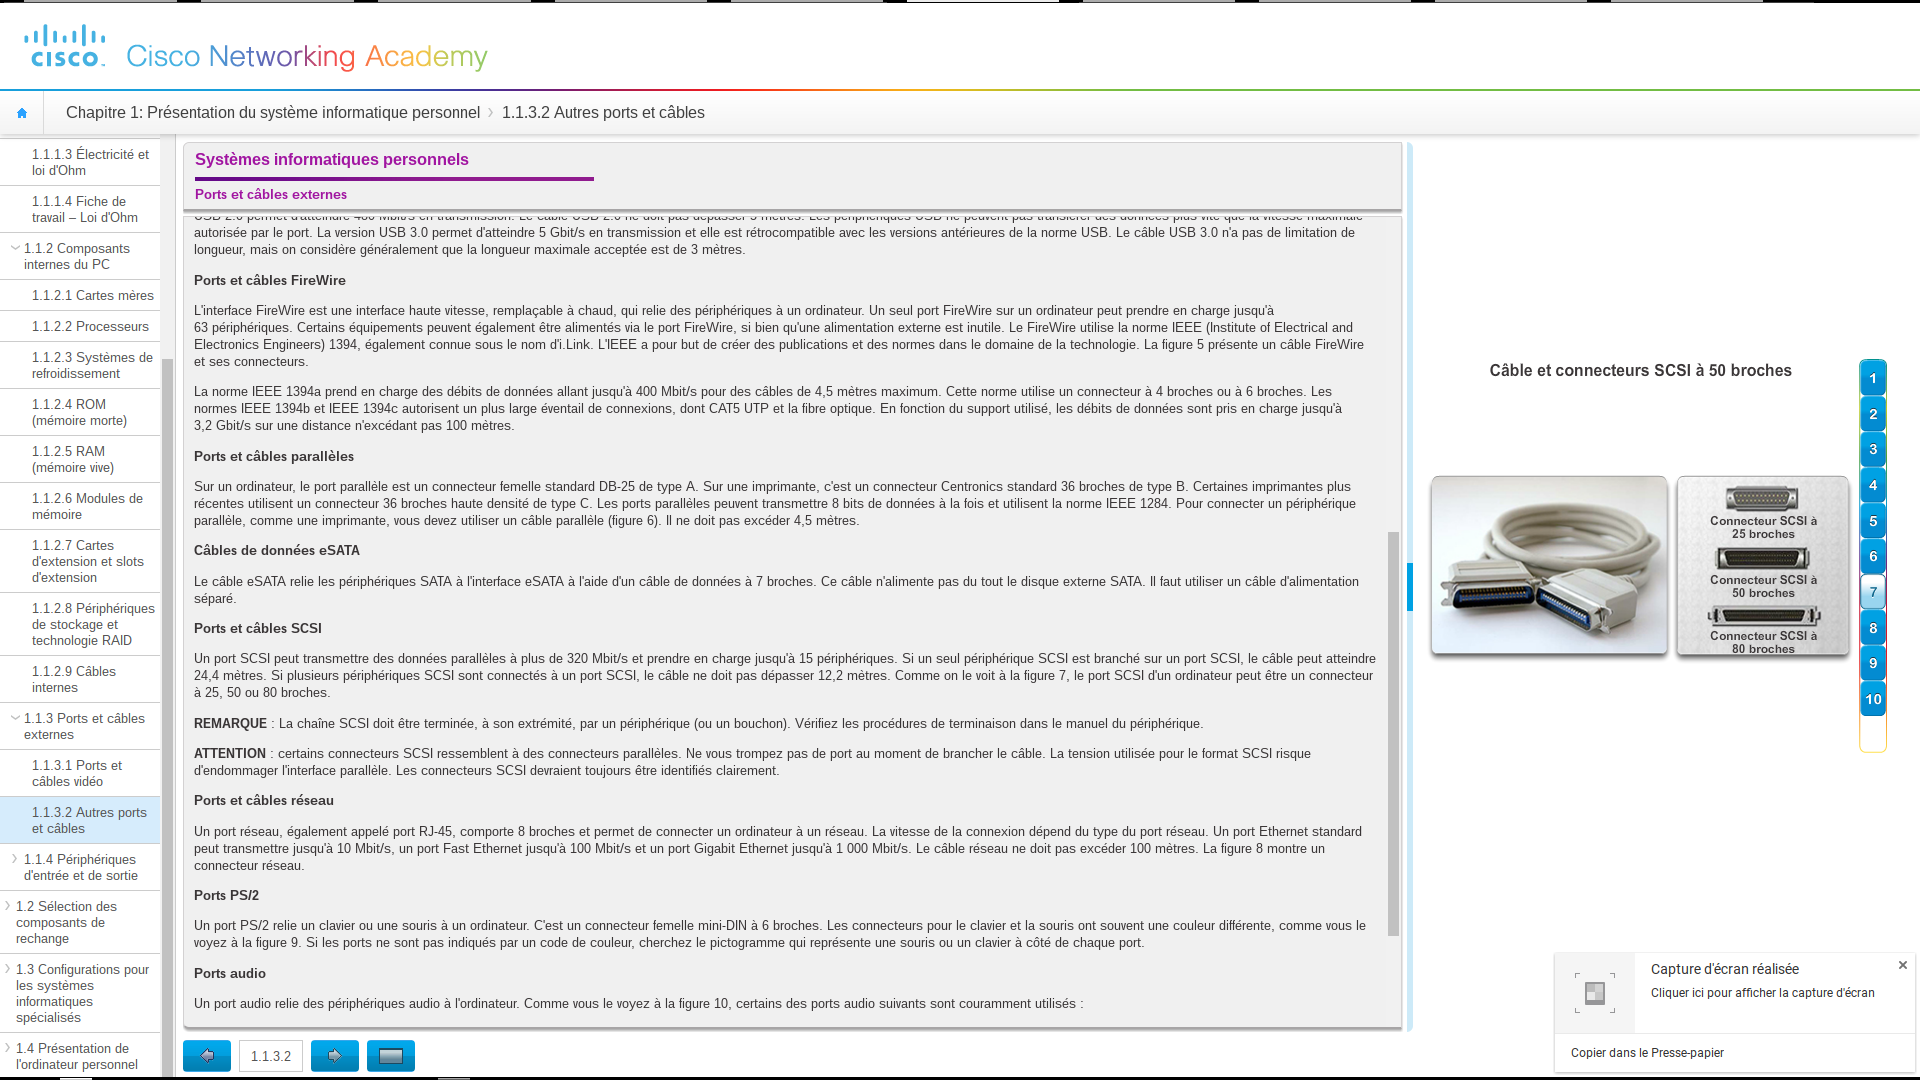 cisco
Cisco Networking Academy
Chapitre 1: Présentation du système informatique personnel
1.1.3.2 Autres ports et câbles
1.1.1.3 Électricité et
loi d'Ohm
1.1.1.4 Fiche de
travail – Loi d'Ohm
1.1.2 Composants
internes du PC
1.1.2.1 Cartes mères
1.1.2.2 Processeurs
1.1.2.3 Systèmes de
refroidissement
1.1.2.4 ROM
(mémoire morte)
1.1.2.5 RAM
(mémoire vive)
1.1.2.6 Modules de
mémoire
1.1.2.7 Cartes
d'extension et slots
d'extension
1.1.2.8 Périphériques
de stockage et
technologie RAID
1.1.2.9 Câbles
internes
1.1.3 Ports et câbles
externes
1.1.3.1 Ports et
câbles vidéo
1.1.3.2 Autres ports
et câbles
1.1.4 Périphériques
d'entrée et de sortie
1.2 Sélection des
composants de
rechange
1.3 Configurations pour
les systèmes
informatiques
spécialisés
1.4 Présentation de
l'ordinateur personnel
Systèmes informatiques personnels
Ports et câbles externes
USB 2.0 permet d'atteindre 480 Mbit/s en transmission. Le câble USB 2.0 ne doit pas dépasser 5 mètres. Les périphériques USB ne peuvent pas transférer des données plus vite que la vitesse maximale
autorisée par le port. La version USB 3.0 permet d'atteindre 5 Gbit/s en transmission et elle est rétrocompatible avec les versions antérieures de la norme USB. Le câble USB 3.0 n'a pas de limitation de
longueur, mais on considère généralement que la longueur maximale acceptée est de 3 mètres.
Ports et câbles FireWire
L'interface FireWire est une interface haute vitesse, remplaçable à chaud, qui relie des périphériques à un ordinateur. Un seul port FireWire sur un ordinateur peut prendre en charge jusqu'à
63 périphériques. Certains équipements peuvent également être alimentés via le port FireWire, si bien qu'une alimentation externe est inutile. Le FireWire utilise la norme IEEE (Institute of Electrical and
Electronics Engineers) 1394, également connue sous le nom d'i.Link. L'IEEE a pour but de créer des publications et des normes dans le domaine de la technologie. La figure 5 présente un câble FireWire
et ses connecteurs.
La norme IEEE 1394a prend en charge des débits de données allant jusqu'à 400 Mbit/s pour des câbles de 4,5 mètres maximum. Cette norme utilise un connecteur à 4 broches ou à 6 broches. Les
normes IEEE 1394b et IEEE 1394c autorisent un plus large éventail de connexions, dont CAT5 UTP et la fibre optique. En fonction du support utilisé, les débits de données sont pris en charge jusqu'à
3,2 Gbit/s sur une distance n'excédant pas 100 mètres.
Ports et câbles parallèles
Sur un ordinateur, le port parallèle est un connecteur femelle standard DB-25 de type A. Sur une imprimante, c'est un connecteur Centronics standard 36 broches de type B. Certaines imprimantes plus
récentes utilisent un connecteur 36 broches haute densité de type C. Les ports parallèles peuvent transmettre 8 bits de données à la fois et utilisent la norme IEEE 1284. Pour connecter un périphérique
parallèle, comme une imprimante, vous devez utiliser un câble parallèle (figure 6). Il ne doit pas excéder 4,5 mètres.
Câbles de données eSATA
Le câble eSATA relie les périphériques SATA à l'interface eSATA à l'aide d'un câble de données à 7 broches. Ce câble n'alimente pas du tout le disque externe SATA. Il faut utiliser un câble d'alimentation
séparé.
Ports et câbles SCSI
Un port SCSI peut transmettre des données parallèles à plus de 320 Mbit/s et prendre en charge jusqu'à 15 périphériques. Si un seul périphérique SCSI est branché sur un port SCSI, le câble peut atteindre
24,4 mètres. Si plusieurs périphériques SCSI sont connectés à un port SCSI, le câble ne doit pas dépasser 12,2 mètres. Comme on le voit à la figure 7, le port SCSI d'un ordinateur peut être un connecteur
à 25, 50 ou 80 broches.
REMARQUE : La chaîne SCSI doit être terminée, à son extrémité, par un périphérique (ou un bouchon). Vérifiez les procédures de terminaison dans le manuel du périphérique.
ATTENTION : certains connecteurs SCSI ressemblent à des connecteurs parallèles. Ne vous trompez pas de port au moment de brancher le câble. La tension utilisée pour le format SCSI risque
d'endommager l'interface parallèle. Les connecteurs SCSI devraient toujours être identifiés clairement.
Ports et câbles réseau
Un port réseau, également appelé port RJ-45, comporte 8 broches et permet de connecter un ordinateur à un réseau. La vitesse de la connexion dépend du type du port réseau. Un port Ethernet standard
peut transmettre jusqu'à 10 Mbit/s, un port Fast Ethernet jusqu'à 100 Mbit/s et un port Gigabit Ethernet jusqu'à 1 000 Mbit/s. Le câble réseau ne doit pas excéder 100 mètres. La figure 8 montre un
connecteur réseau.
Ports PS/2
Un port PS/2 relie un clavier ou une souris à un ordinateur. C'est un connecteur femelle mini-DIN à 6 broches. Les connecteurs pour le clavier et la souris ont souvent une couleur différente, comme vous le
voyez à la figure 9. Si les ports ne sont pas indiqués par un code de couleur, cherchez le pictogramme qui représente une souris ou un clavier à côté de chaque port.
Ports audio
Un port audio relie des périphériques audio à l'ordinateur. Comme vous le voyez à la figure 10, certains des ports audio suivants sont couramment utilisés :
1.1.3.2
Câble et connecteurs SCSI à 50 broches
Connecteur SCSI à
25 broches
Connecteur SCSI à
50 broches
Connecteur SCSI à
80 broches
1
2
3
4
5
6
7
8
9
10
Capture d'écran réalisée
Cliquer ici pour afficher la capture d'écran
Copier dans le Presse-papier